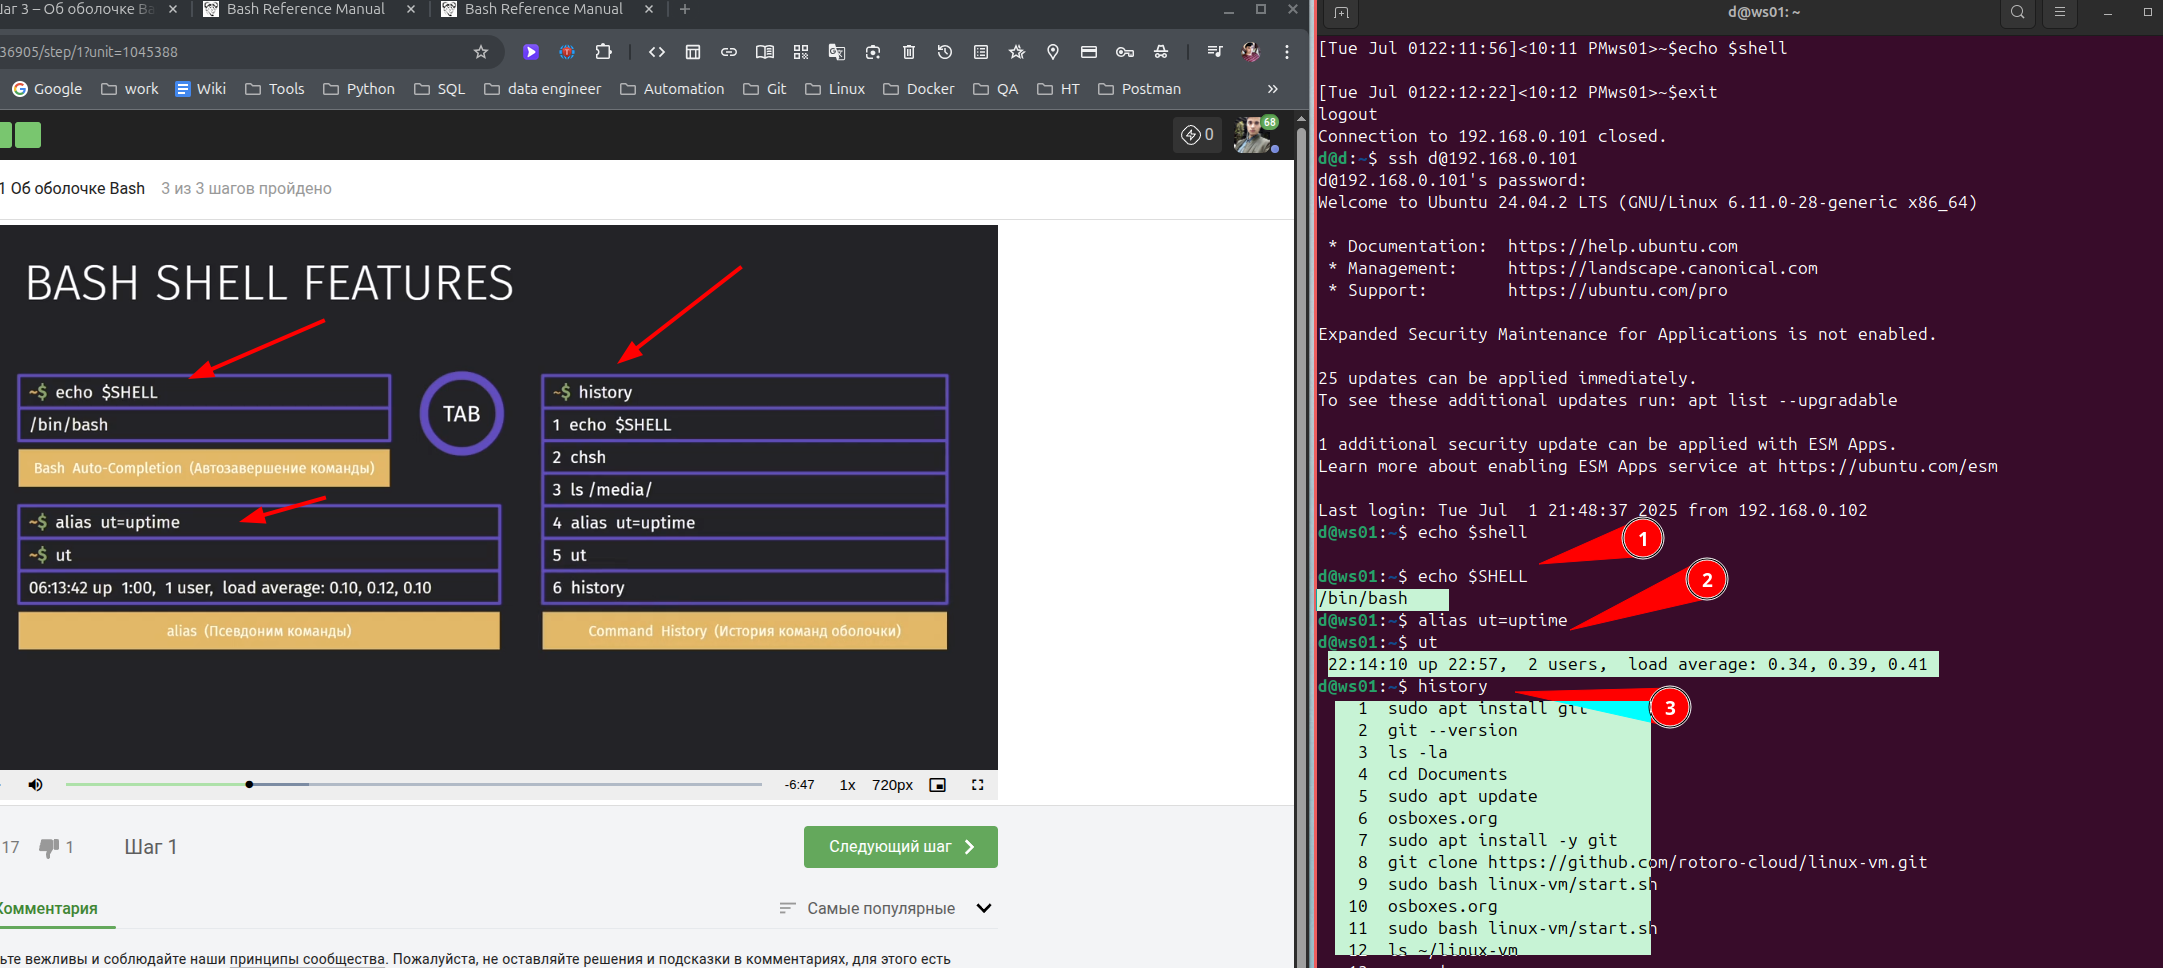 Шаг 3 – Об оболочке Ba
Bash Reference Manual
Bash Reference Manual
36905/step/1?unit=1045388
Google
work
Wiki
Tools
Python
SQL
data engineer
Automation
Git
Linux
Docker
QA
HT
Postman
»
0
68
1 Об оболочке Bash 3 из 3 шагов пройдено
BASH SHELL FEATURES
~$ echo $SHELL
/bin/bash
Bash Auto-Completion (Автозавершение команды)
TAB
~$ alias ut=uptime
~$ ut
06:13:42 up 1:00, 1 user, load average: 0.10, 0.12, 0.10
alias (Псевдоним команды)
~$ history
1 echo $SHELL
2 chsh
3 ls /media/
4 alias ut=uptime
5 ut
6 history
Command History (История команд оболочки)
-6:47 1x 720px
17 1 Шаг 1
Следующий шаг
Комментарии
Самые популярные
ьте вежливы и соблюдайте наши принципы сообщества. Пожалуйста, не оставляйте решения и подсказки в комментариях, для этого есть
d@ws01: ~
[Tue Jul 0122:11:56]<10:11 PMws01>~$echo $shell
[Tue Jul 0122:12:22]<10:12 PMws01>~$exit
logout
Connection to 192.168.0.101 closed.
d@d:~$ ssh d@192.168.0.101
d@192.168.0.101's password:
Welcome to Ubuntu 24.04.2 LTS (GNU/Linux 6.11.0-28-generic x86_64)
* Documentation: https://help.ubuntu.com
* Management: https://landscape.canonical.com
* Support: https://ubuntu.com/pro
Expanded Security Maintenance for Applications is not enabled.
25 updates can be applied immediately.
To see these additional updates run: apt list --upgradable
1 additional security update can be applied with ESM Apps.
Learn more about enabling ESM Apps service at https://ubuntu.com/esm
Last login: Tue Jul  1 21:48:37 2025 from 192.168.0.102
d@ws01:~$ echo $shell
1
d@ws01:~$ echo $SHELL
2
/bin/bash
d@ws01:~$ alias ut=uptime
d@ws01:~$ ut
22:14:10 up 22:57,  2 users,  load average: 0.34, 0.39, 0.41
d@ws01:~$ history
3
1 sudo apt install git
2 git --version
3 ls -la
4 cd Documents
5 sudo apt update
6 osboxes.org
7 sudo apt install -y git
8 git clone https://github.com/rotoro-cloud/linux-vm.git
9 sudo bash linux-vm/start.sh
10 osboxes.org
11 sudo bash linux-vm/start.sh
12 ls ~/linux-vm